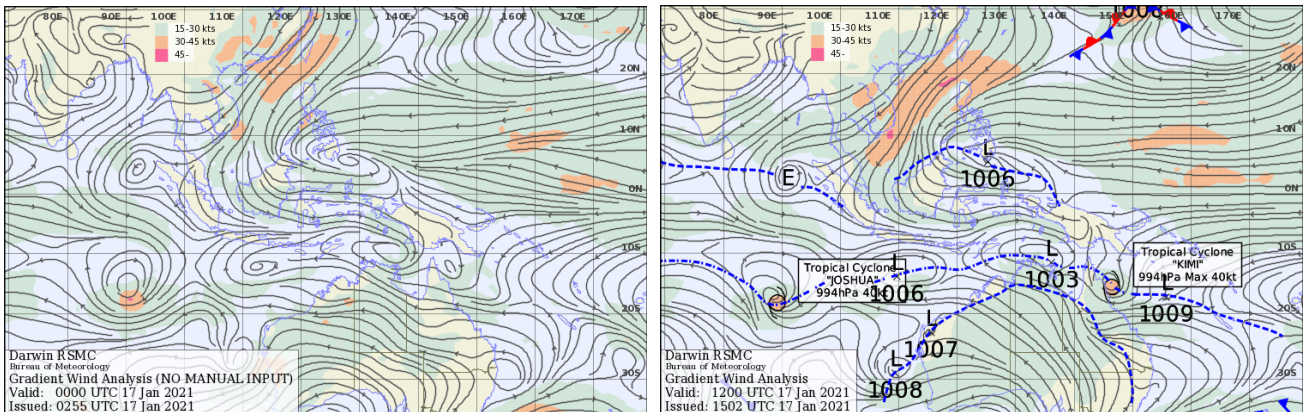 80E 90E 100E 110E 120E 130E 140E 150E 160E 170E
15-30 kts
30-45 kts
45-
20N
10N
0N
10S
20S
30S
Darwin RSMC
Bureau of Meteorology
Gradient Wind Analysis (NO MANUAL INPUT)
Valid: 0000 UTC 17 Jan 2021
Issued: 0255 UTC 17 Jan 2021
80E 90E 100E 110E 120E 130E 140E 160E 170E
15-30 kts
30-45 kts
45-
20N
10N
L
E
1006
0N
10S
Tropical Cyclone
"KIMI"
994hPa Max 40kt
L
L
Tropical Cyclone
"JOSHUA"
994hPa
1006
1003
L
1009
20S
L
1007
L
1008
30S
Darwin RSMC
Bureau of Meteorology
Gradient Wind Analysis
Valid: 1200 UTC 17 Jan 2021
Issued: 1502 UTC 17 Jan 2021